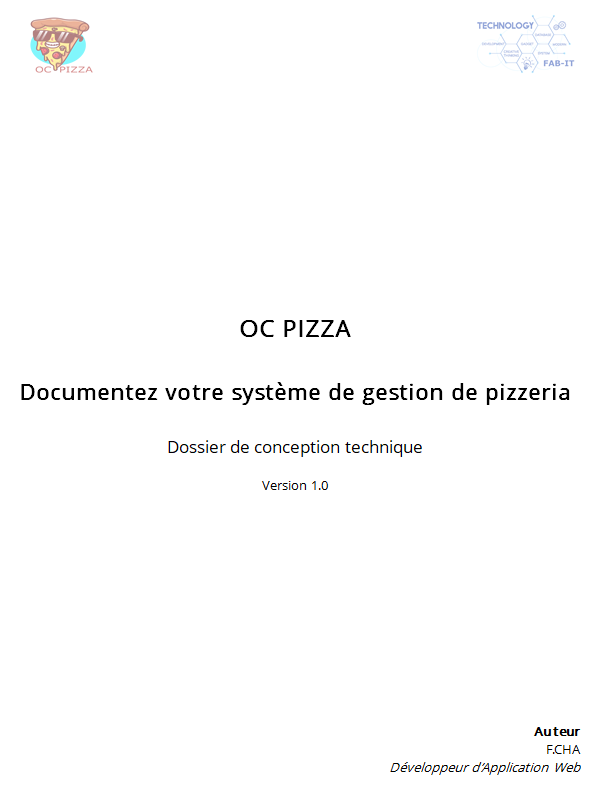 OC PIZZA
TECHNOLOGY
FAB-IT
OC PIZZA
Documentez votre système de gestion de pizzeria
Dossier de conception technique
Version 1.0
Auteur
F.CHA
Développeur d'Application Web